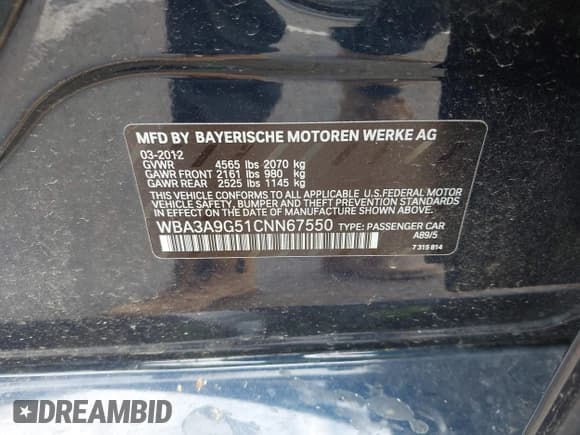 MFD BY BAYERISCHE MOTOREN WERKE AG
03-2012
GVWR 4565 lbs 2070 kg
GAWR FRONT 2161 lbs 980 kg
GAWR REAR 2525 lbs 1145 kg
THIS VEHICLE CONFORMS TO ALL APPLICABLE U.S.FEDERAL MOTOR
VEHICLE SAFETY, BUMPER, AND THEFT PREVENTION STANDARDS IN
EFFECT ON THE DATE OF MANUFACTURE SHOWN ABOVE.
WBA3A9G51CNN67550 TYPE: PASSENGER CAR
A89/5
7 315 814
DREAMBID